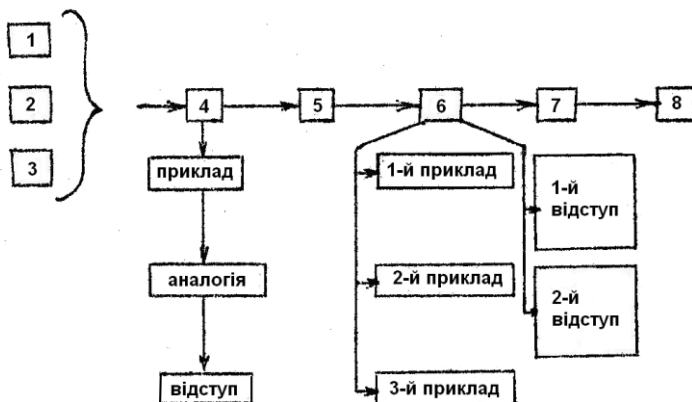 1
2
3
4
5
6
7
8
приклад
аналогія
відступ
1-й приклад
2-й приклад
3-й приклад
1-й
відступ
2-й
відступ